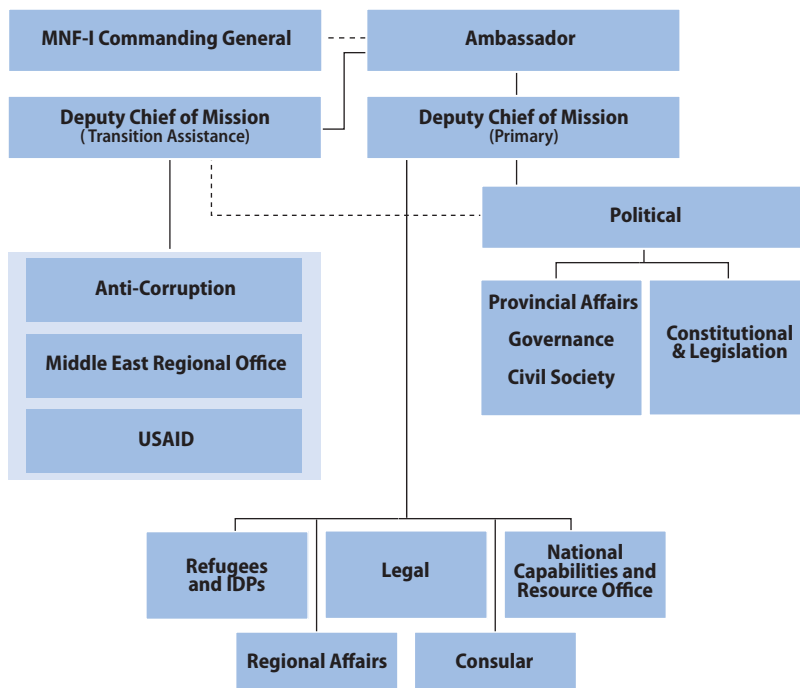 MNF-I Commanding General
Ambassador
Deputy Chief of Mission
( Transition Assistance)
Deputy Chief of Mission
(Primary)
Political
Anti-Corruption
Middle East Regional Office
USAID
Provincial Affairs
Governance
Civil Society
Constitutional
& Legislation
Refugees
and IDPs
Legal
National
Capabilities and
Resource Office
Regional Affairs
Consular